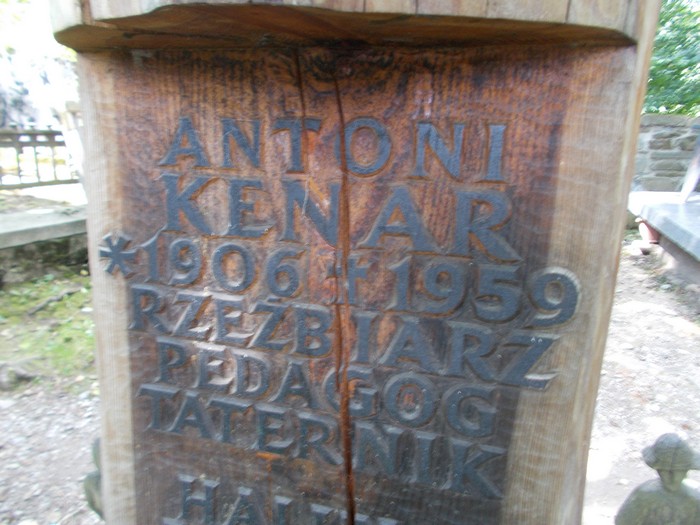 ANTONI
KENAR
*1906 †1959
RZEŹBIARZ
PEDAGOG
TATERNIK